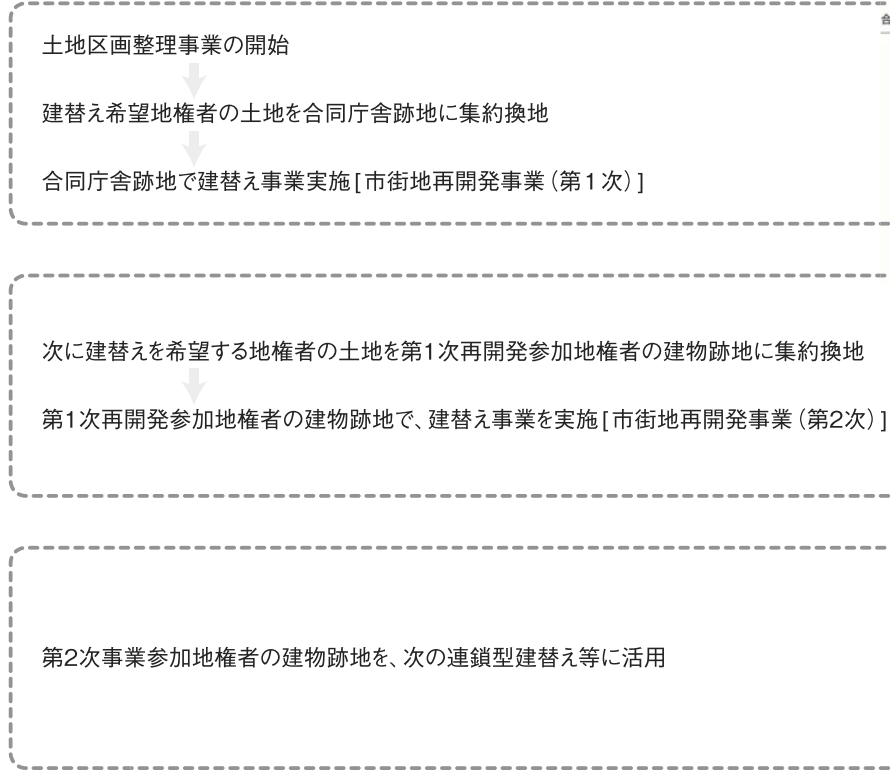 土地区画整理事業の開始
建替え希望地権者の土地を合同庁舎跡地に集約換地
合同庁舎跡地で建替え事業実施[市街地再開発事業（第1次）]
次に建替えを希望する地権者の土地を第1次再開発参加地権者の建物跡地に集約換地
第1次再開発参加地権者の建物跡地で、建替え事業を実施[市街地再開発事業（第2次）]
第2次事業参加地権者の建物跡地を、次の連鎖型建替え等に活用